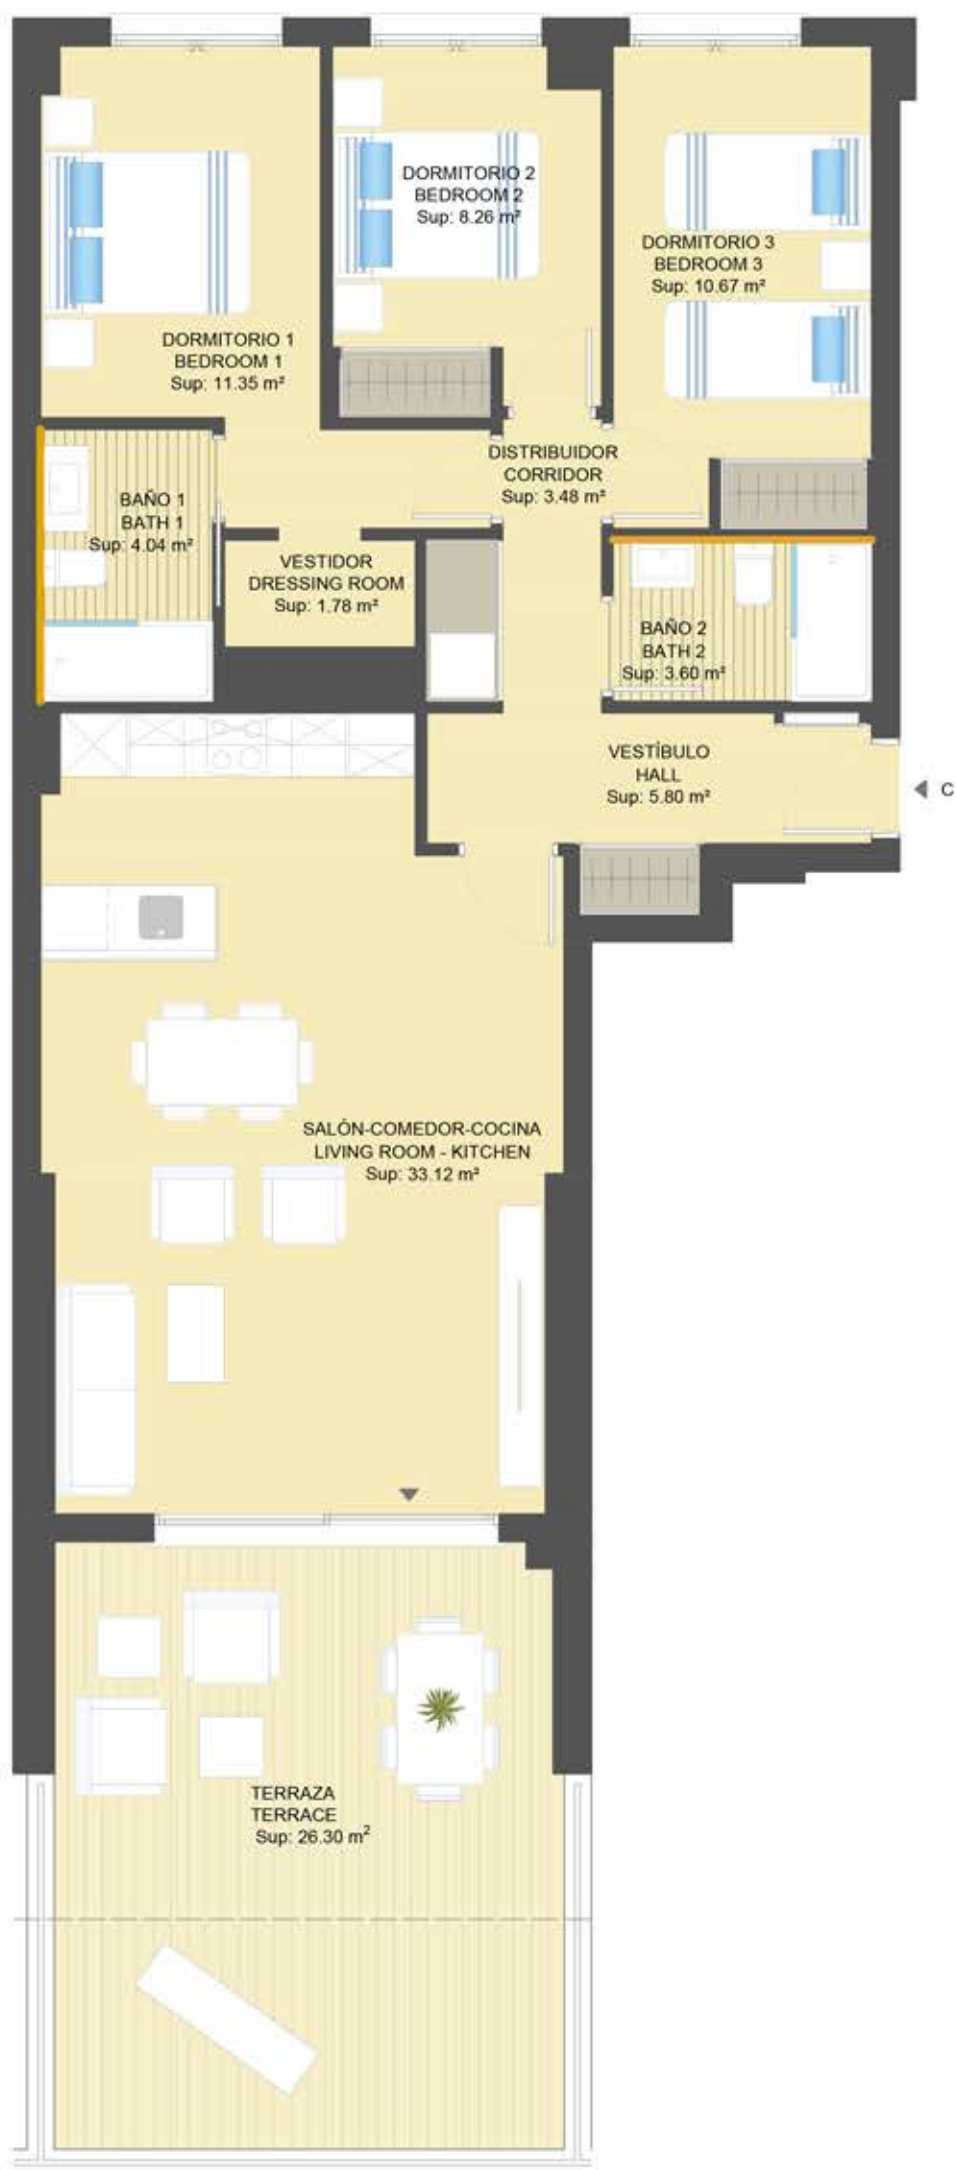 DORMITORIO 1
BEDROOM 1
Sup: 11.35 m²
DORMITORIO 2
BEDROOM 2
Sup: 8.26 m²
DORMITORIO 3
BEDROOM 3
Sup: 10.67 m²
DISTRIBUIDOR
CORRIDOR
Sup: 3.48 m²
BAÑO 1
BATH 1
Sup: 4.04 m²
VESTIDOR
DRESSING ROOM
Sup: 1.78 m²
BAÑO 2
BATH 2
Sup: 3.60 m²
VESTÍBULO
HALL
Sup: 5.80 m²
C
SALÓN-COMEDOR-COCINA
LIVING ROOM - KITCHEN
Sup: 33.12 m²
TERRAZA
TERRACE
Sup: 26.30 m²